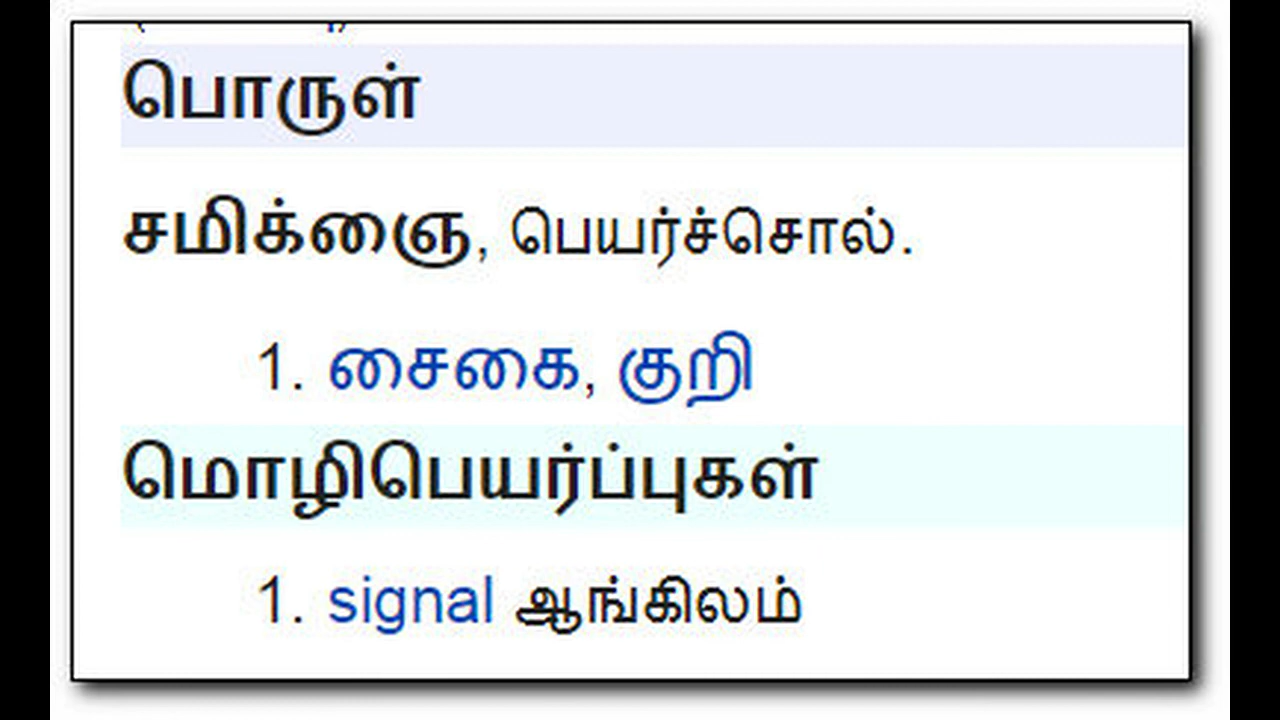 பொருள்
சமிக்ஞை, பெயர்ச்சொல்.
1. சைகை, குறி
மொழிபெயர்ப்புகள்
1. signal ஆங்கிலம்